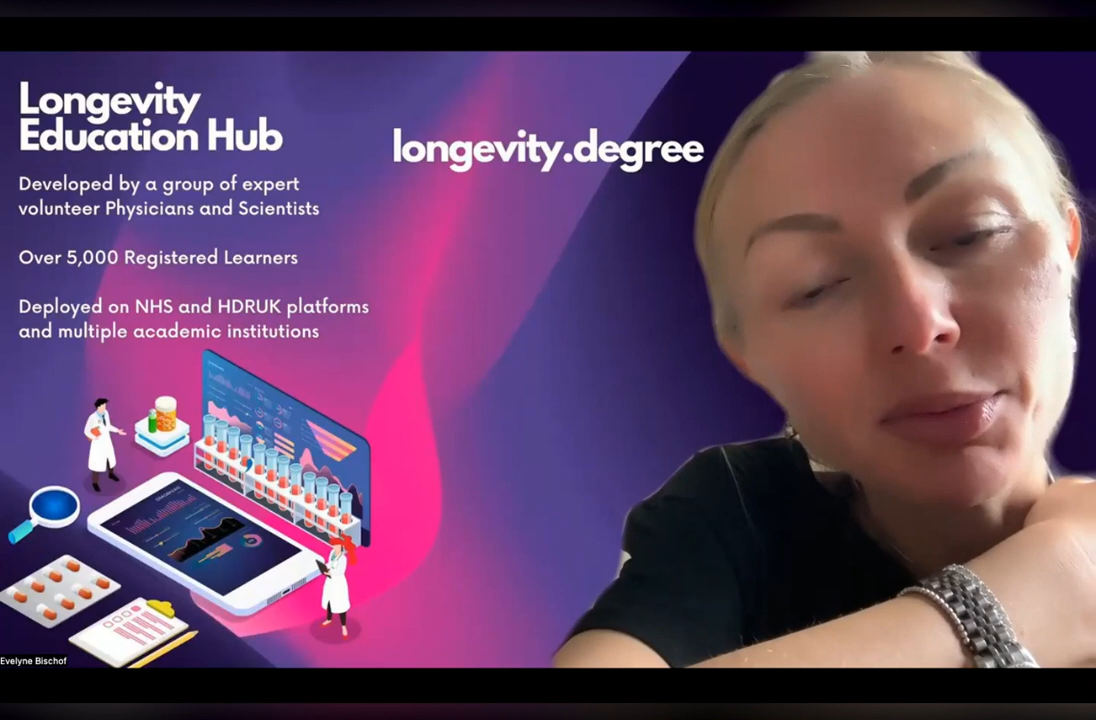 Longevity
Education Hub
longevity.degree
Developed by a group of expert
volunteer Physicians and Scientists
Over 5,000 Registered Learners
Deployed on NHS and HDRUK platforms
and multiple academic institutions
Evelyne Bischof